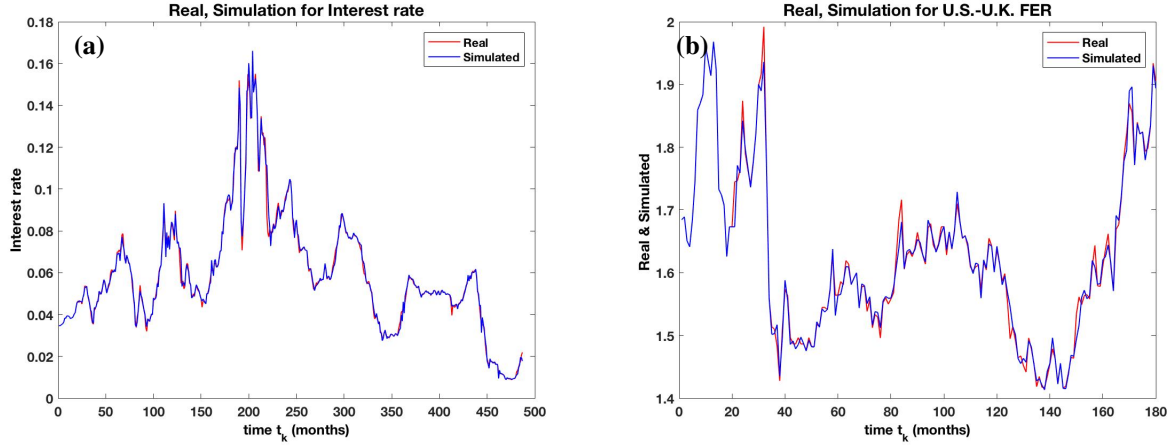 Real, Simulation for Interest rate
(a)
Real
Simulated
0.18
0.16
0.14
0.12
0.1
0.08
0.06
0.04
0.02
0
Interest rate
0 50 100 150 200 250 300 350 400 450 500
time t_k (months)
Real, Simulation for U.S.-U.K. FER
(b)
Real
Simulated
2
1.9
1.8
1.7
1.6
1.5
1.4
Real & Simulated
0 20 40 60 80 100 120 140 160 180
time t_k (months)